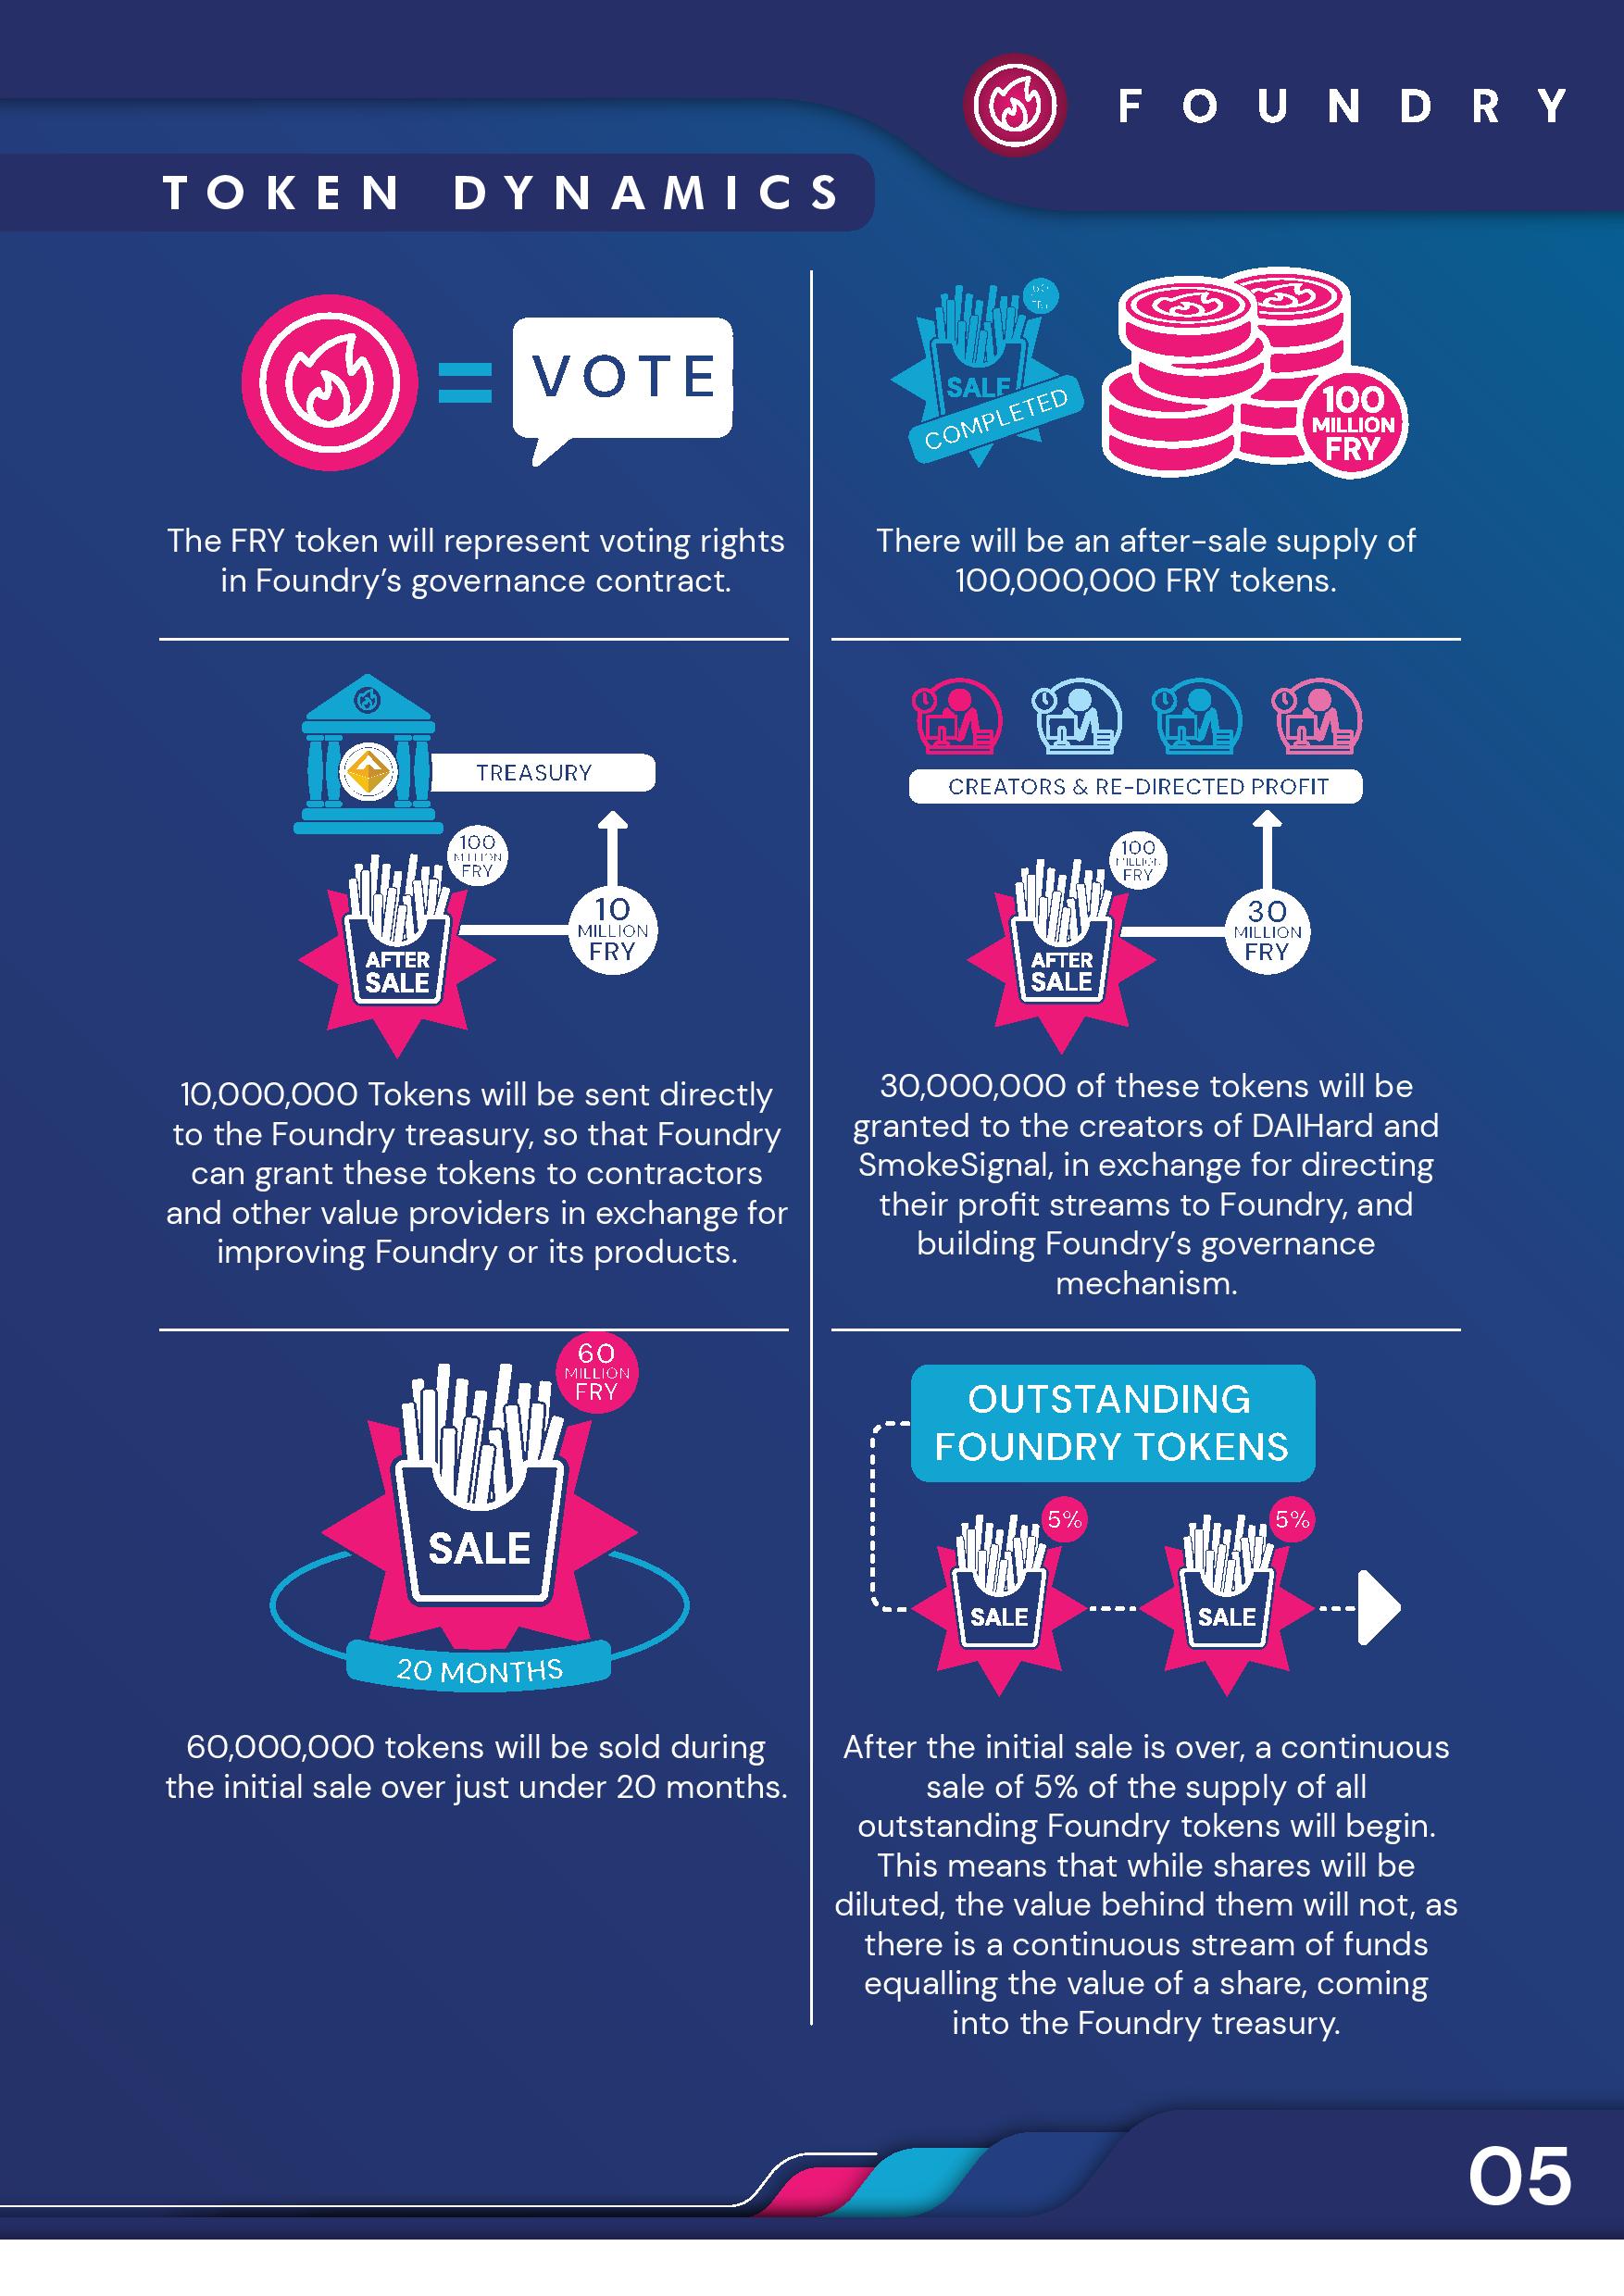 FOUNDRY
TOKEN DYNAMICS
VOTE
The FRY token will represent voting rights
in Foundry's governance contract.
SALE
COMPLETED
100
MILLION
FRY
There will be an after-sale supply of
100,000,000 FRY tokens.
TREASURY
100
MILLION
FRY
10
MILLION
FRY
AFTER
SALE
10,000,000 Tokens will be sent directly
to the Foundry treasury, so that Foundry
can grant these tokens to contractors
and other value providers in exchange for
improving Foundry or its products.
CREATORS & RE-DIRECTED PROFIT
100
MILLION
FRY
30
MILLION
FRY
AFTER
SALE
30,000,000 of these tokens will be
granted to the creators of DAIHard and
SmokeSignal, in exchange for directing
their profit streams to Foundry, and
building Foundry's governance
mechanism.
60
MILLION
FRY
SALE
20 MONTHS
60,000,000 tokens will be sold during
the initial sale over just under 20 months.
OUTSTANDING
FOUNDRY TOKENS
5%
5%
SALE
SALE
After the initial sale is over, a continuous
sale of 5% of the supply of all
outstanding Foundry tokens will begin.
This means that while shares will be
diluted, the value behind them will not, as
there is a continuous stream of funds
equalling the value of a share, coming
into the Foundry treasury.
05